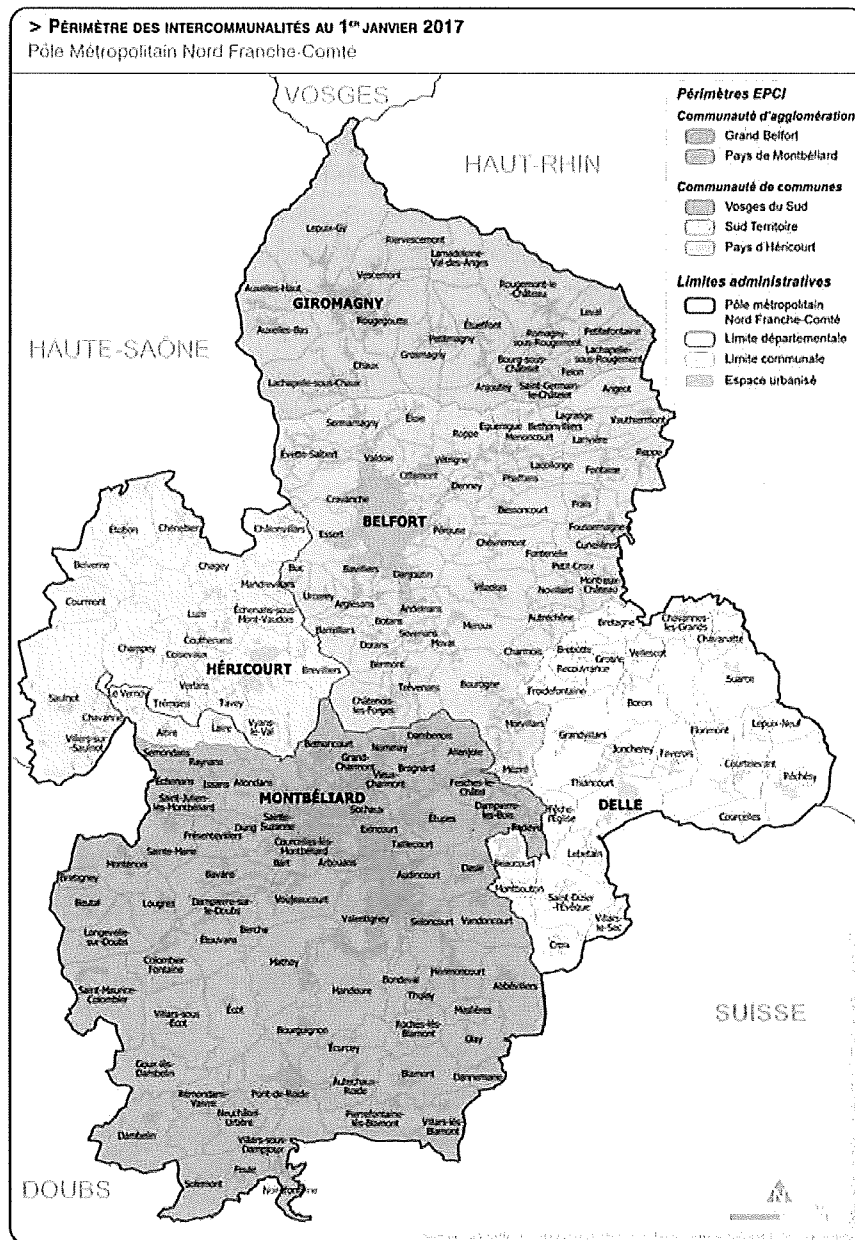 > PÉRIMÈTRE DES INTERCOMMUNALITÉS AU 1ER JANVIER 2017
Pôle Métropolitain Nord Franche-Comté
VOSGES
HAUT-RHIN
HAUTE-SAÔNE
DOUBS
SUISSE
Périmètres EPCI
Communauté d'agglomération
Grand Belfort
Pays de Montbéliard
Communauté de communes
Vosges du Sud
Sud Territoire
Pays d'Héricourt
Limites administratives
Pôle métropolitain
Nord Franche-Comté
Limite départementale
Limite communale
Espace urbanisé
Lepuix-Gy
Riervescemont
Lamadeleine-
Val-des-Anges
Vescemont
Rougemont-le
-Château
Auxelles-Haut
GIROMAGNY
Leval
Rougegoutte
Auxelles-Bas
Étueffont
Petitmagny
Romagny-
sous-Rougemont
Petitefontaine
Grosmagny
Lachapelle-
sous-Rougemont
Chaux
Bourg-sous-
Châtelet
Felon
Lachapelle-sous-Chaux
Anjoutey
Saint-Germain-
le-Châtelet
Angeot
Sermamagny
Éloie
Lagrange
Vauthiermont
Roppe
Éguenigue
Bethonvilliers
Menoncourt
Larivière
Reppe
Évette-Salbert
Valdoie
Vétrigne
Lacollonge
Fontaine
Offemont
Denney
Phaffans
Cravanche
Bessoncourt
Frais
BELFORT
Foussemagne
Essert
Pérouse
Chèvremont
Cunelières
Fontenelle
Petit-Croix
Bavilliers
Danjoutin
Montreux-
Château
Vézelois
Novillard
Urcerey
Argiésans
Andelnans
Autrechêne
Botans
Banvillars
Sevenans
Meroux
Dorans
Moval
Charmois
Bermont
Trévenans
Bourogne
Châtenois-
les-Forges
Morvillars
Méziré
Étobon
Chenebier
Châlonvillars
Belverne
Chagey
Buc
Mandrevillars
Courmont
Luze
Échenans-sous-
Mont-Vaudois
Couthenans
Champey
Coisevaux
HÉRICOURT
Brevilliers
Verlans
Saulnot
Le Vernoy
Trémoins
Tavey
Chavanne
Villers-sur
-Saulnot
Aibre
Laire
Vyans-
le-Val
Bretagne
Chavannes-
les-Grands
Chavanatte
Brebotte
Grosne
Vellescot
Recouvrance
Suarce
Froidefontaine
Boron
Grandvillars
Florimont
Lepuix-Neuf
Joncherey
Faverois
Courtelevant
Réchésy
Thiancourt
DELLE
Courcelles
Fêche-
l'Église
Lebetain
Beaucourt
Montbouton
Saint-Dizier
-l'Évêque
Villars-
le-Sec
Croix
Semondans
Raynans
Bethoncourt
Nommay
Dambenois
Grand-
Charmont
Allenjoie
Échenans
Issans
Allondans
Vieux-
Charmont
Brognard
Fesches-le-
Châtel
Saint-Julien-
lès-Montbéliard
MONTBÉLIARD
Sochaux
Dampierre-
les-Bois
Badevel
Dung
Sainte-
Suzanne
Étupes
Présentevillers
Exincourt
Courcelles-lès-
Montbéliard
Taillecourt
Sainte-Marie
Bart
Arbouans
Montenois
Dasle
Bretigney
Bavans
Audincourt
Beutal
Lougres
Dampierre-sur-
le-Doubs
Voujeaucourt
Valentigney
Seloncourt
Vandoncourt
Longevelle-
sur-Doubs
Étouvans
Berche
Colombier-
Fontaine
Mathay
Hérimoncourt
Bondeval
Saint-Maurice-
Colombier
Mandeure
Thulay
Abbévillers
Villars-sous
-Écot
Écot
Meslières
Bourguignon
Roches-lès-
Blamont
Glay
Écurcey
Goux-lès-
Dambelin
Blamont
Dannemarie
Rémondans-
Vaivre
Pont-de-Roide
Autechaux-
Roide
Neuchâtel-
Urtière
Pierrefontaine-
lès-Blamont
Villars-lès-
Blamont
Dambelin
Villars-sous-
Dampjoux
Feule
Solemont
Noirefontaine
N